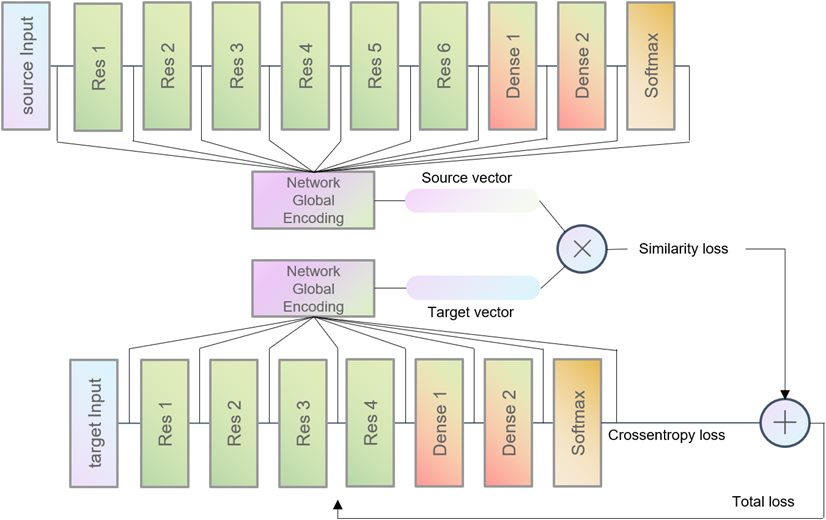 source Input
Res 1
Res 2
Res 3
Res 4
Res 5
Res 6
Dense 1
Dense 2
Softmax
Network
Global
Encoding
Source vector
Similarity loss
Network
Global
Encoding
Target vector
target Input
Res 1
Res 2
Res 3
Res 4
Dense 1
Dense 2
Softmax
Crossentropy loss
Total loss